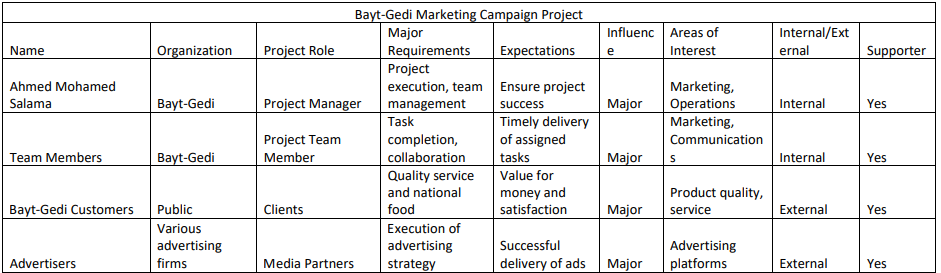 Bayt-Gedi Marketing Campaign Project
Name Organization Project Role Major Requirements Expectations Influence Areas of Interest Internal/External Supporter
Ahmed Mohamed Salama Bayt-Gedi Project Manager Project execution, team management Ensure project success Major Marketing, Operations Internal Yes
Team Members Bayt-Gedi Project Team Member Task completion, collaboration Timely delivery of assigned tasks Major Marketing, Communications Internal Yes
Bayt-Gedi Customers Public Clients Quality service and national food Value for money and satisfaction Major Product quality, service External Yes
Advertisers Various advertising firms Media Partners Execution of advertising strategy Successful delivery of ads Major Advertising platforms External Yes